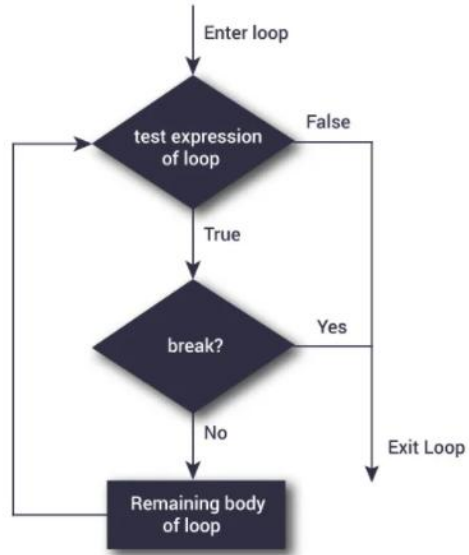 Enter loop
test expression
of loop
False
True
break?
Yes
No
Exit Loop
Remaining body
of loop